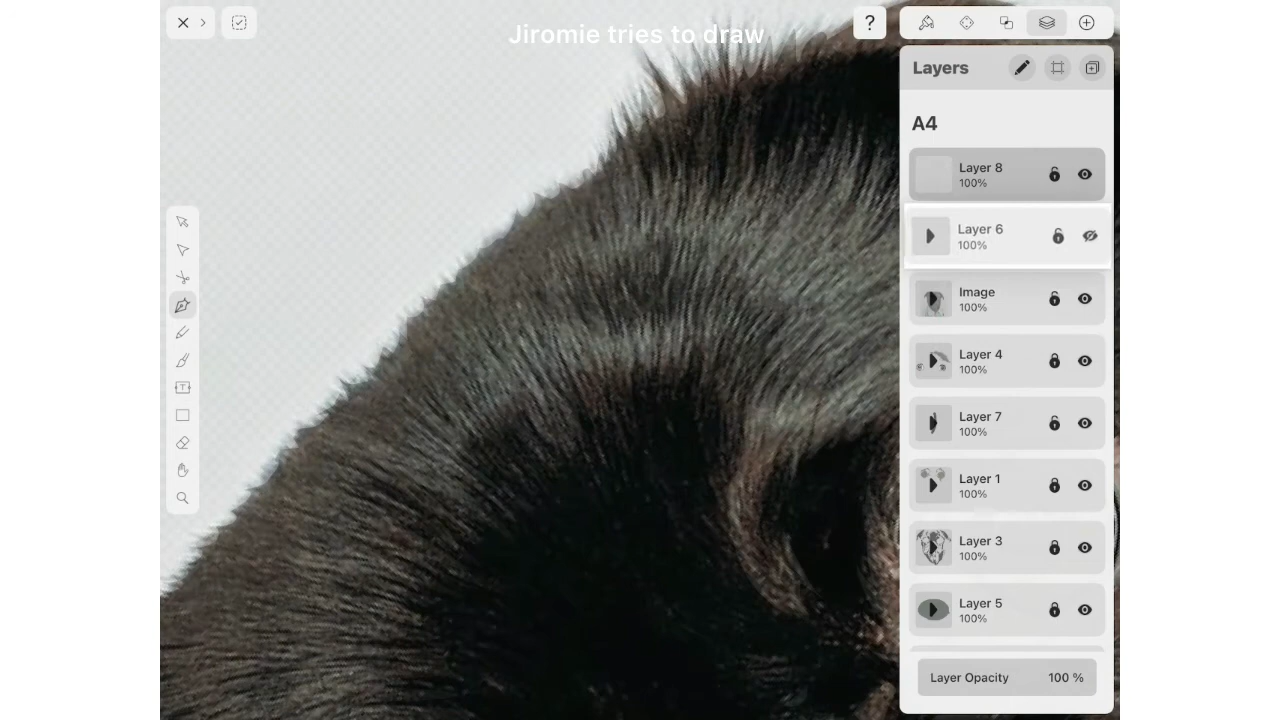 Jiromie tries to draw
?
Layers
A4
Layer 8
100%
Layer 6
100%
Image
100%
Layer 4
100%
Layer 7
100%
Layer 1
100%
Layer 3
100%
Layer 5
100%
Layer Opacity 100 %
T